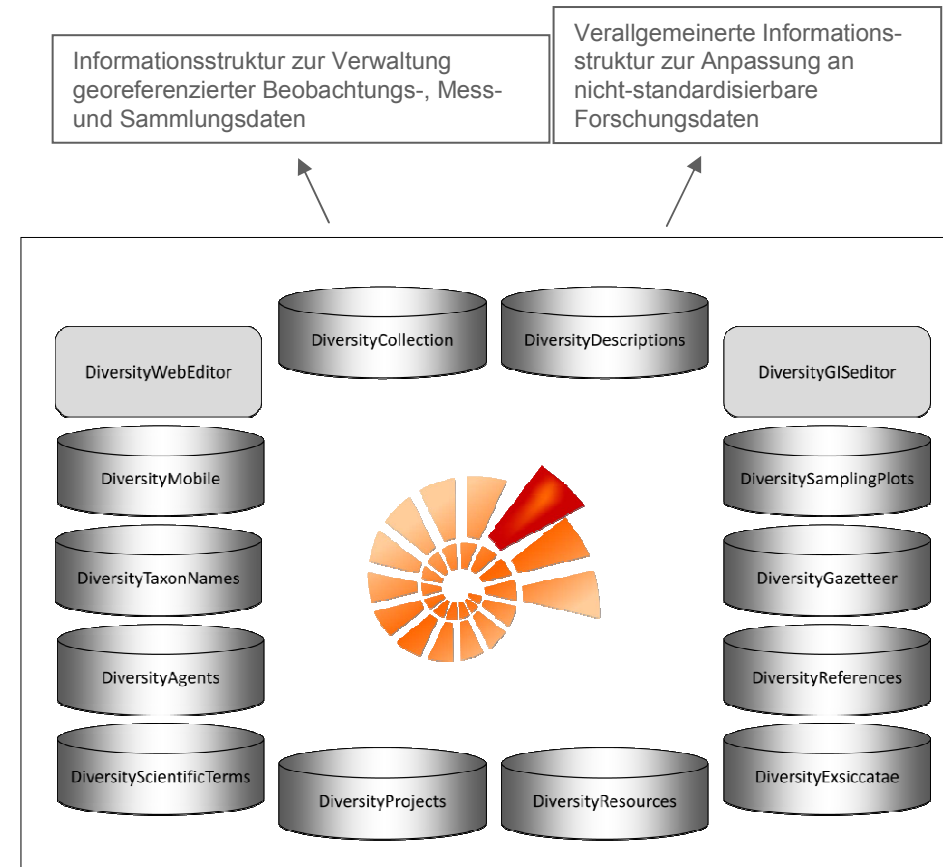 Informationsstruktur zur Verwaltung
georeferenzierter Beobachtungs-, Mess-
und Sammlungsdaten
Verallgemeinerte Informations-
struktur zur Anpassung an
nicht-standardisierbare
Forschungsdaten
DiversityCollection
DiversityDescriptions
DiversityWebEditor
DiversityGISeditor
DiversityMobile
DiversitySamplingPlots
DiversityTaxonNames
DiversityGazetteer
DiversityAgents
DiversityReferences
DiversityScientificTerms
DiversityExsiccatae
DiversityProjects
DiversityResources